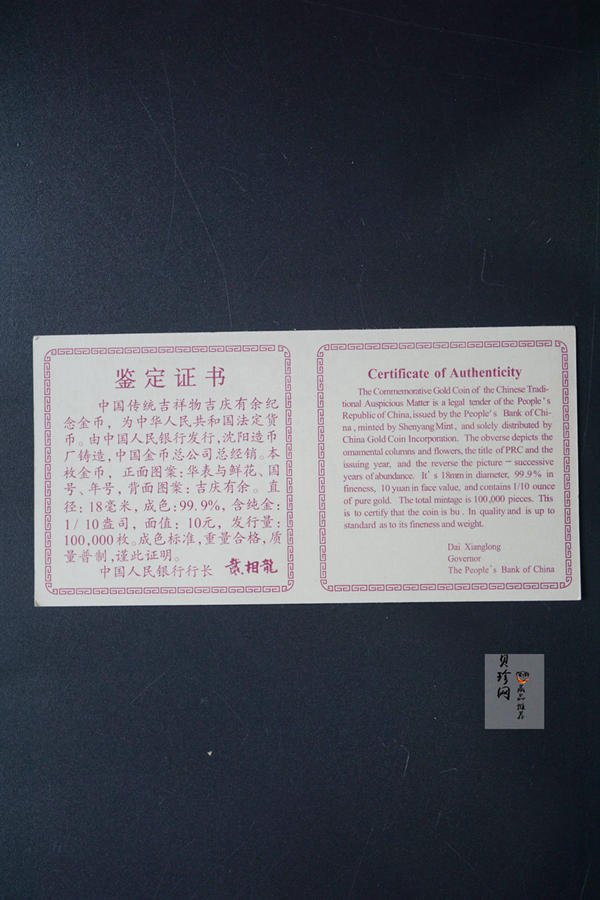 鉴定证书
中国传统吉祥物吉庆有余纪
念金币，为中华人民共和国法定货
币。由中国人民银行发行，沈阳造币
厂铸造，中国金币总公司总经销。本
枚金币，正面图案：华表与鲜花、国
号、年号，背面图案：吉庆有余。直
径：18毫米，成色：99.9%，含纯金：
1/10盎司，面值：10元，发行量：
100,000枚。成色标准，重量合格，质
量普制，谨此证明。
中国人民银行行长 戴相龙
Certificate of Authenticity
The Commemorative Gold Coin of the Chinese Tradi-
tional Auspicious Matter is a legal tender of the People's
Republic of China, issued by the People's Bank of Chi-
na, minted by Shenyang Mint, and solely distributed by
China Gold Coin Incorporation. The obverse depicts the
ornamental columns and flowers, the title of PRC and the
issuing year, and the reverse the picture - successive
years of abundance. It's 18mm in diameter, 99.9% in
fineness, 10 yuan in face value, and contains 1/10 ounce
of pure gold. The total mintage is 100,000 pieces. This
is to certify that the coin is bu. In quality and is up to
standard as to its fineness and weight.
Dai Xianglong
Governor
The People's Bank of China
贝珍网
藏品推荐